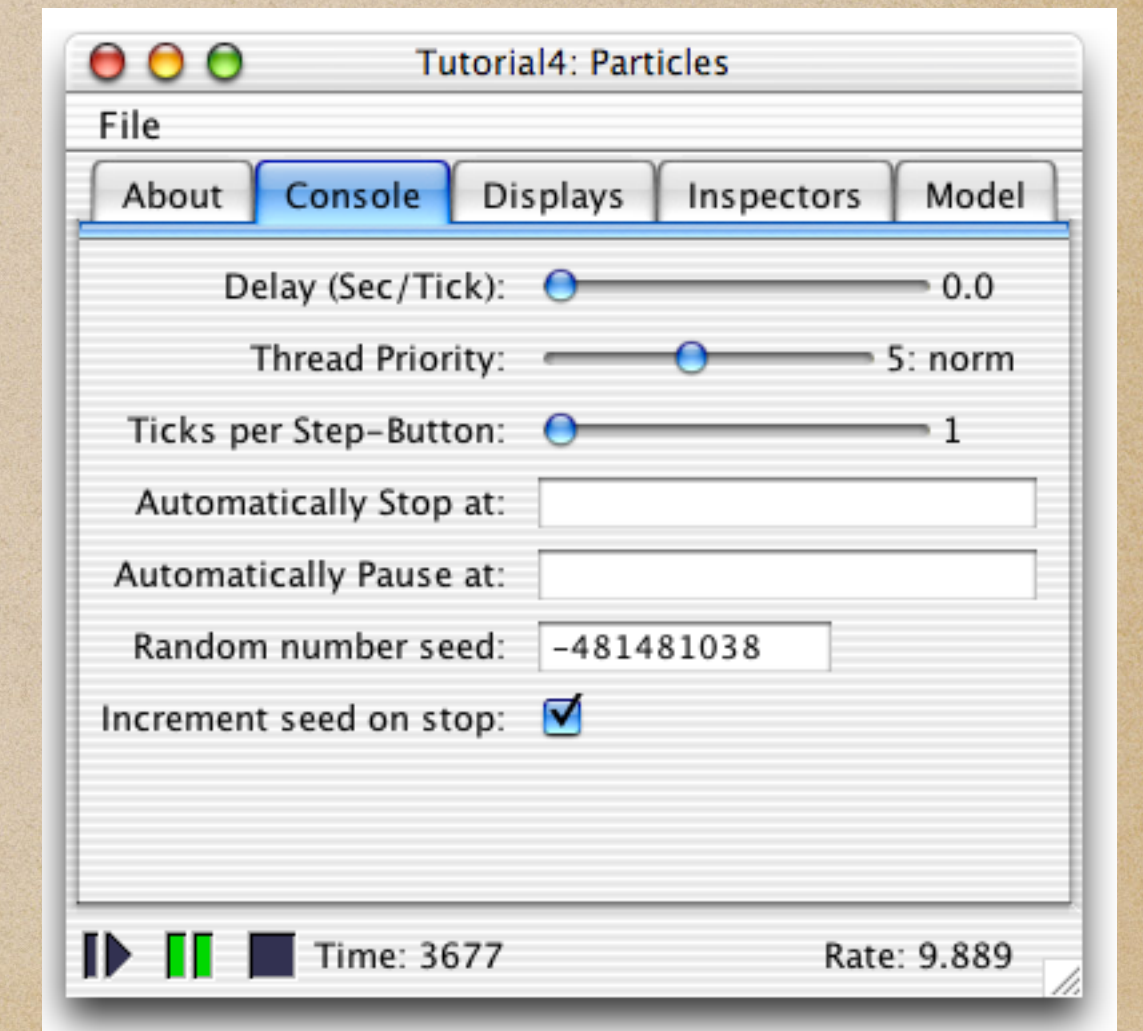 Tutorial4: Particles
File
About Console Displays Inspectors Model
Delay (Sec/Tick): 0.0
Thread Priority: 5: norm
Ticks per Step-Button: 1
Automatically Stop at:
Automatically Pause at:
Random number seed: -481481038
Increment seed on stop:
Time: 3677 Rate: 9.889